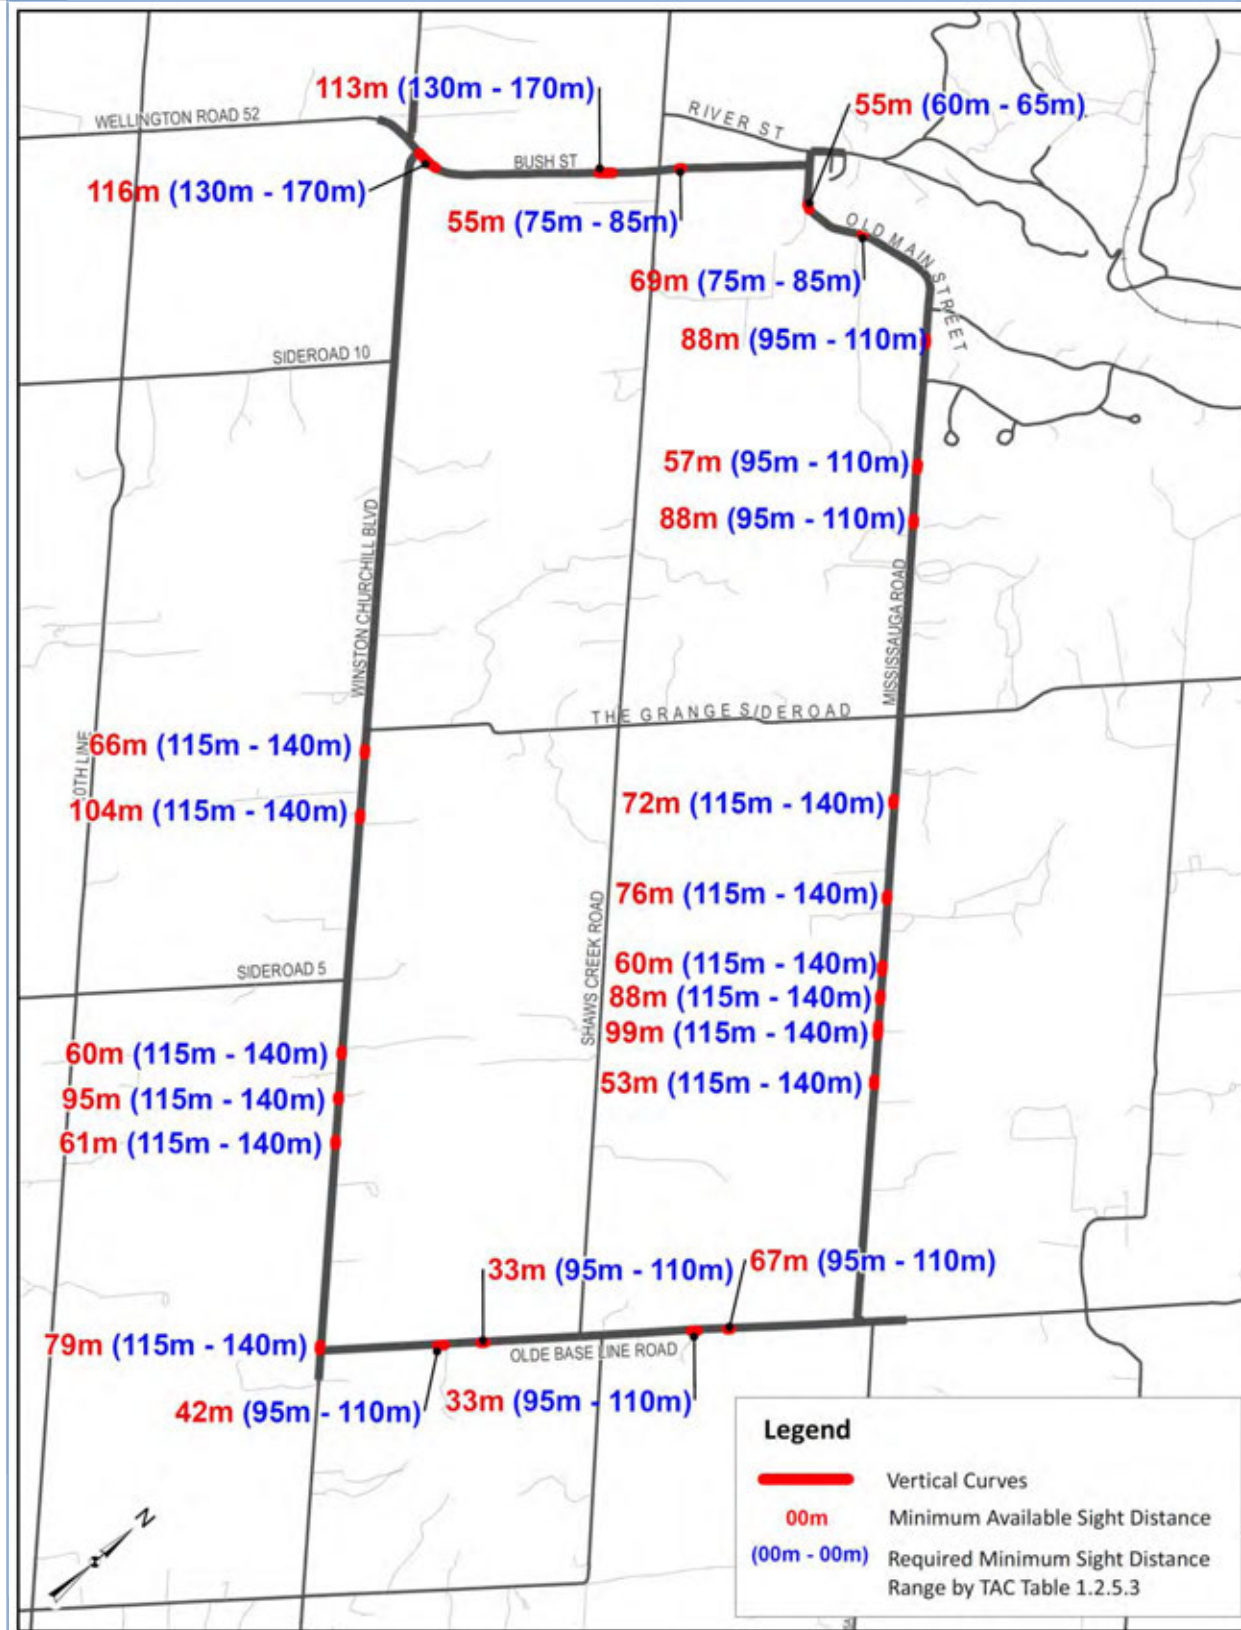 113m (130m - 170m)
55m (60m - 65m)
WELLINGTON ROAD 52
RIVER ST
BUSH ST
116m (130m - 170m)
55m (75m - 85m)
OLD MAIN STREET
69m (75m - 85m)
88m (95m - 110m)
SIDEROAD 10
57m (95m - 110m)
88m (95m - 110m)
WINSTON CHURCHILL BLVD
MISSISSAUGA ROAD
THE GRANGE SIDEROAD
66m (115m - 140m)
0TH LINE
104m (115m - 140m)
72m (115m - 140m)
76m (115m - 140m)
SHAWS CREEK ROAD
60m (115m - 140m)
SIDEROAD 5
88m (115m - 140m)
99m (115m - 140m)
60m (115m - 140m)
53m (115m - 140m)
95m (115m - 140m)
61m (115m - 140m)
33m (95m - 110m)
67m (95m - 110m)
79m (115m - 140m)
OLDE BASE LINE ROAD
42m (95m - 110m)
33m (95m - 110m)
Legend
Vertical Curves
00m Minimum Available Sight Distance
(00m - 00m) Required Minimum Sight Distance
Range by TAC Table 1.2.5.3
N